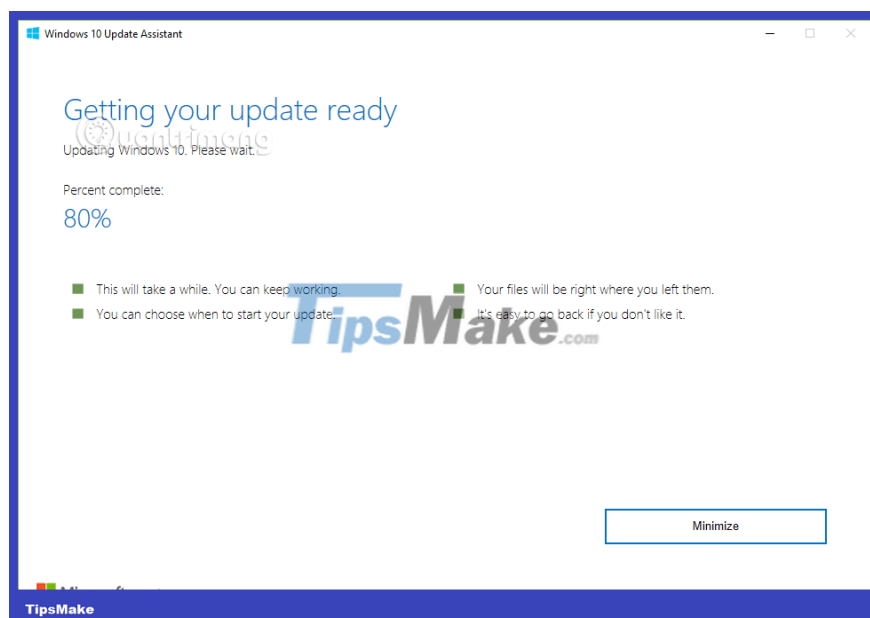 Windows 10 Update Assistant
Getting your update ready
Quantrimang
Updating Windows 10. Please wait.
Percent complete:
80%
This will take a while. You can keep working.
You can choose when to start your update.
Your files will be right where you left them.
It's easy to go back if you don't like it.
TipsMake.com
Minimize
Microsoft
TipsMake